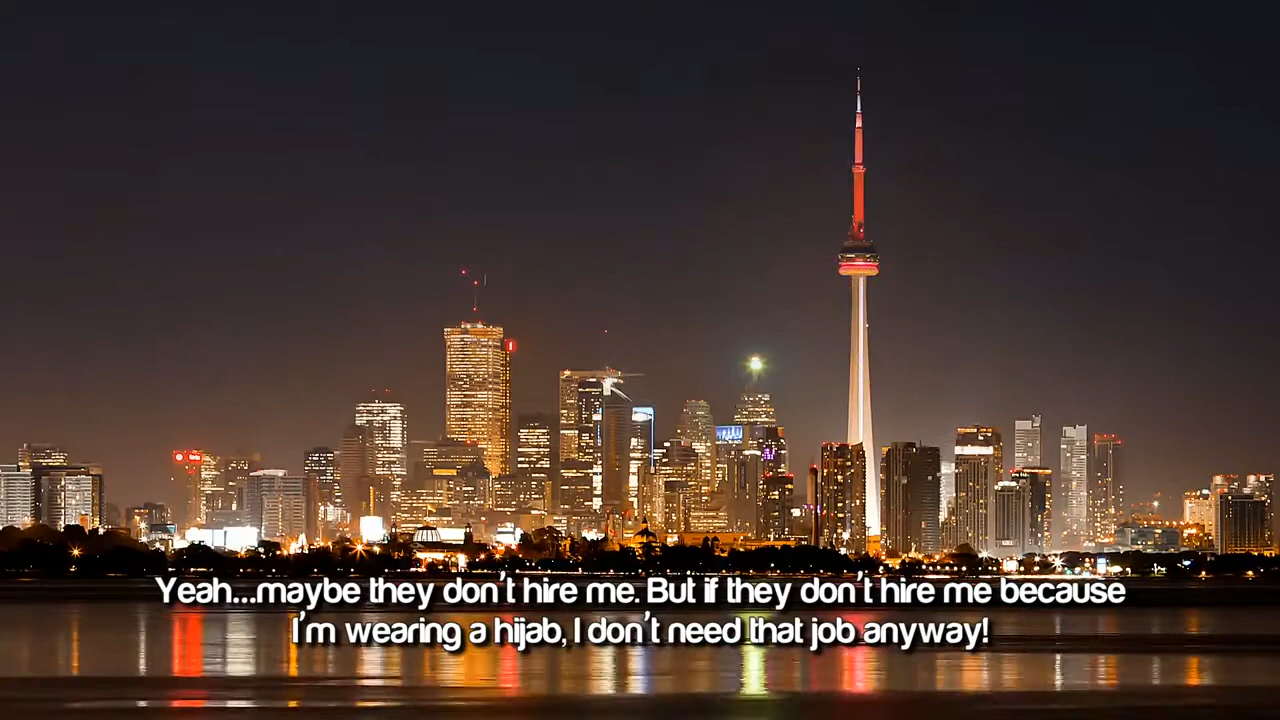 Yeah...maybe they don't hire me. But if they don't hire me because
I'm wearing a hijab, I don't need that job anyway!